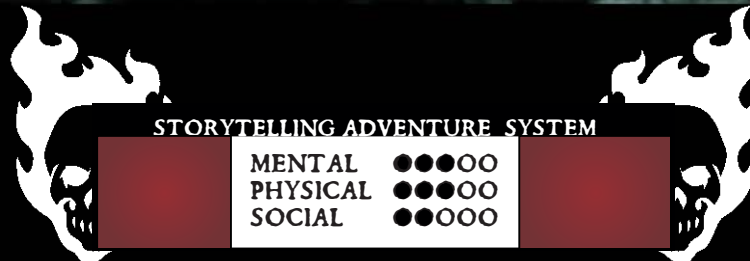 STORYTELLING ADVENTURE SYSTEM
MENTAL ●●●○○
PHYSICAL ●●●○○
SOCIAL ●●○○○